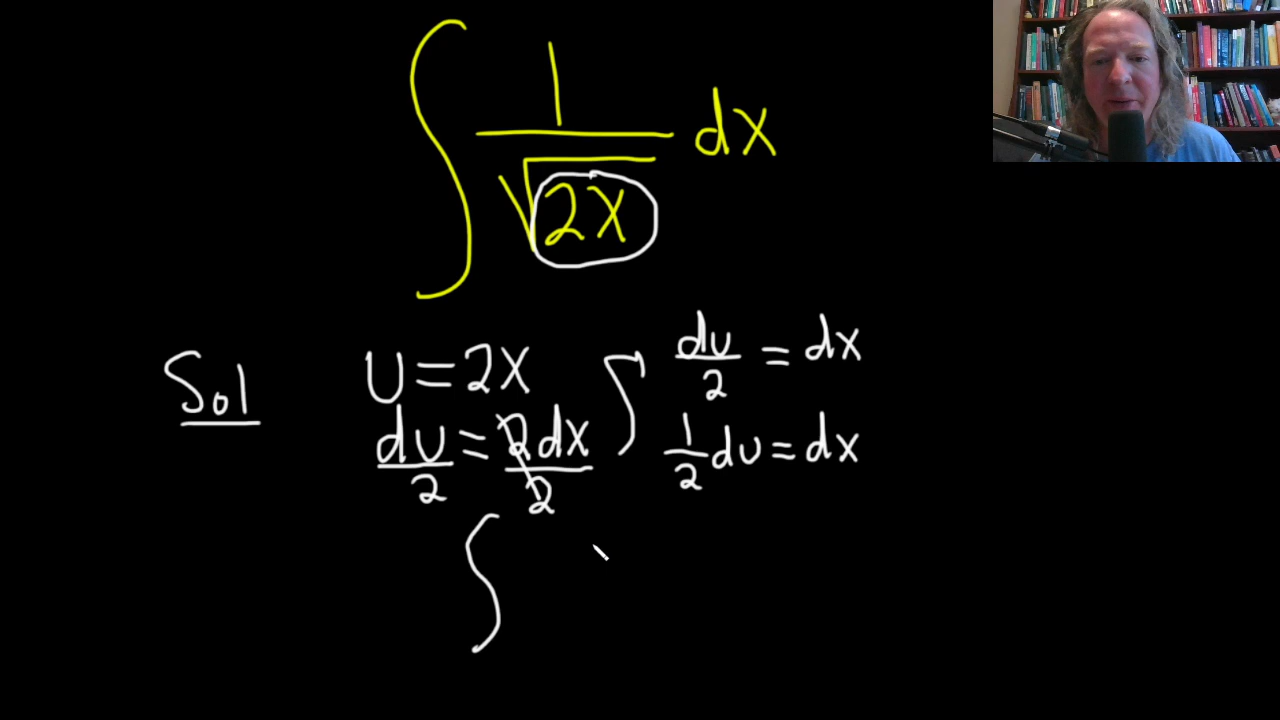 ∫ 1/√(2x) dx
Sol
U = 2x
du/2 = 2dx/2
∫
du/2 = dx
1/2 du = dx
∫